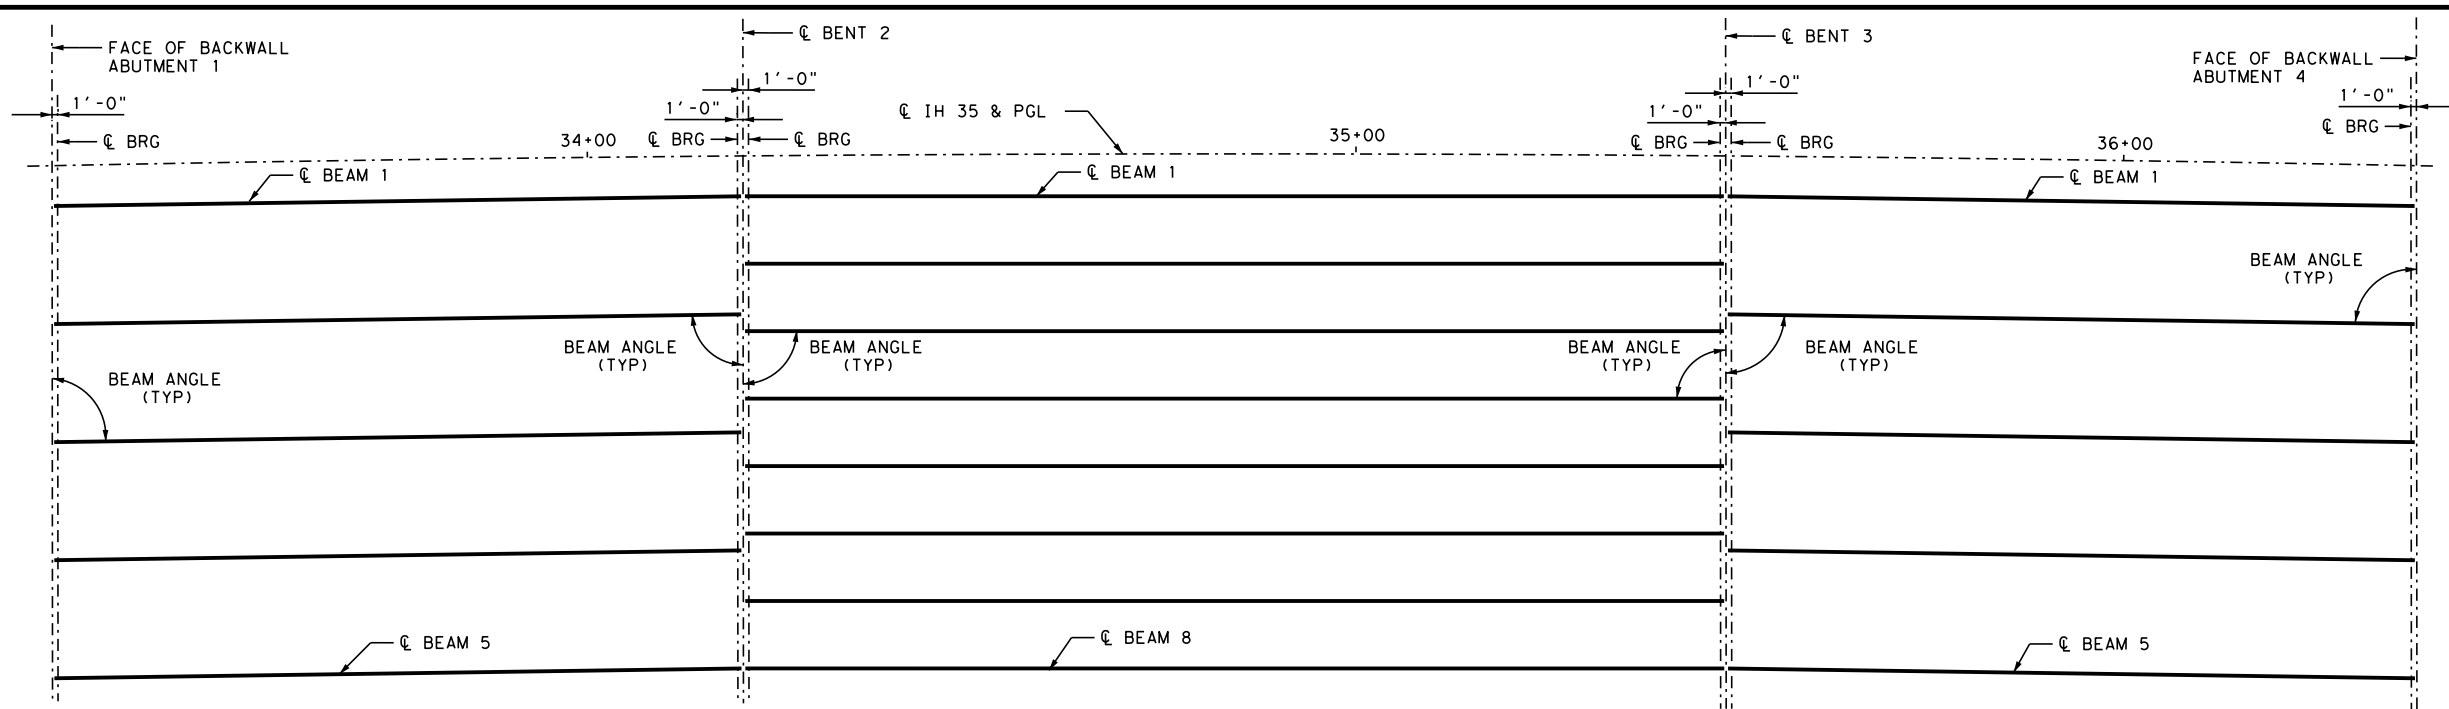 ℄ BENT 2
℄ BENT 3
FACE OF BACKWALL
ABUTMENT 1
FACE OF BACKWALL
ABUTMENT 4
1'-0"
1'-0"
1'-0"
1'-0"
1'-0"
1'-0"
℄ IH 35 & PGL
℄ BRG
34+00
℄ BRG
℄ BRG
35+00
℄ BRG
℄ BRG
36+00
℄ BRG
℄ BEAM 1
℄ BEAM 1
℄ BEAM 1
BEAM ANGLE
(TYP)
BEAM ANGLE
(TYP)
BEAM ANGLE
(TYP)
BEAM ANGLE
(TYP)
BEAM ANGLE
(TYP)
BEAM ANGLE
(TYP)
℄ BEAM 5
℄ BEAM 8
℄ BEAM 5